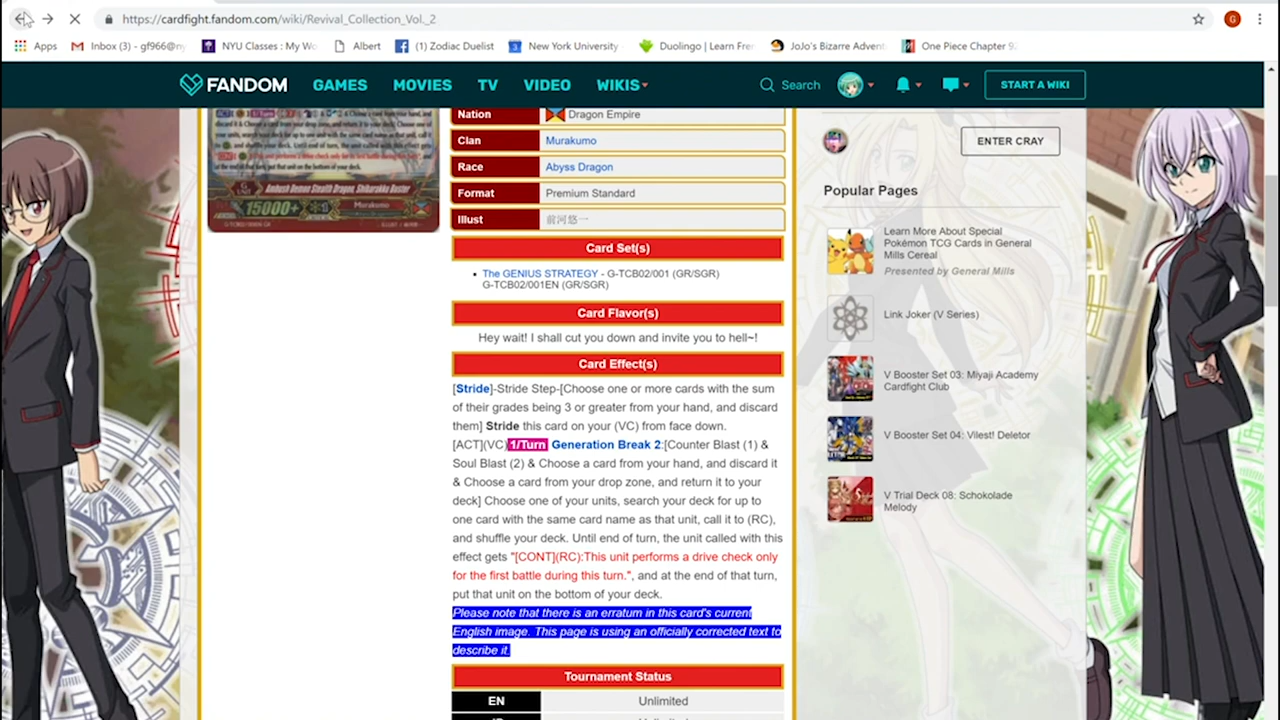 https://cardfight.fandom.com/wiki/Revival_Collection_Vol._2
G
Apps
Inbox (3) - gf966@ny
NYU Classes : My Wo
Albert
(1) Zodiac Duelist
New York University
Duolingo | Learn Fre
JoJo's Bizarre Advent
One Piece Chapter 92
FANDOM
GAMES
MOVIES
TV
VIDEO
WIKIS
Search
START A WIKI
Nation
Dragon Empire
Clan
Murakumo
Race
Abyss Dragon
Format
Premium Standard
Illust
前河悠一
Ambush Demon Stealth Dragon, Shibarakku Buster
15000+
Murakumo
Card Set(s)
• The GENIUS STRATEGY - G-TCB02/001 (GR/SGR)
G-TCB02/001EN (GR/SGR)
Card Flavor(s)
Hey wait! I shall cut you down and invite you to hell~!
Card Effect(s)
[Stride]-Stride Step-[Choose one or more cards with the sum
of their grades being 3 or greater from your hand, and discard
them] Stride this card on your (VC) from face down.
[ACT](VC)1/Turn Generation Break 2:[Counter Blast (1) &
Soul Blast (2) & Choose a card from your hand, and discard it
& Choose a card from your drop zone, and return it to your
deck] Choose one of your units, search your deck for up to
one card with the same card name as that unit, call it to (RC),
and shuffle your deck. Until end of turn, the unit called with this
effect gets "[CONT](RC):This unit performs a drive check only
for the first battle during this turn.", and at the end of that turn,
put that unit on the bottom of your deck.
Please note that there is an erratum in this card's current
English image. This page is using an officially corrected text to
describe it.
Tournament Status
EN
Unlimited
ENTER CRAY
Popular Pages
Learn More About Special
Pokémon TCG Cards in General
Mills Cereal
Presented by General Mills
Link Joker (V Series)
V Booster Set 03: Miyaji Academy
Cardfight Club
V Booster Set 04: Vilest! Deletor
V Trial Deck 08: Schokolade
Melody